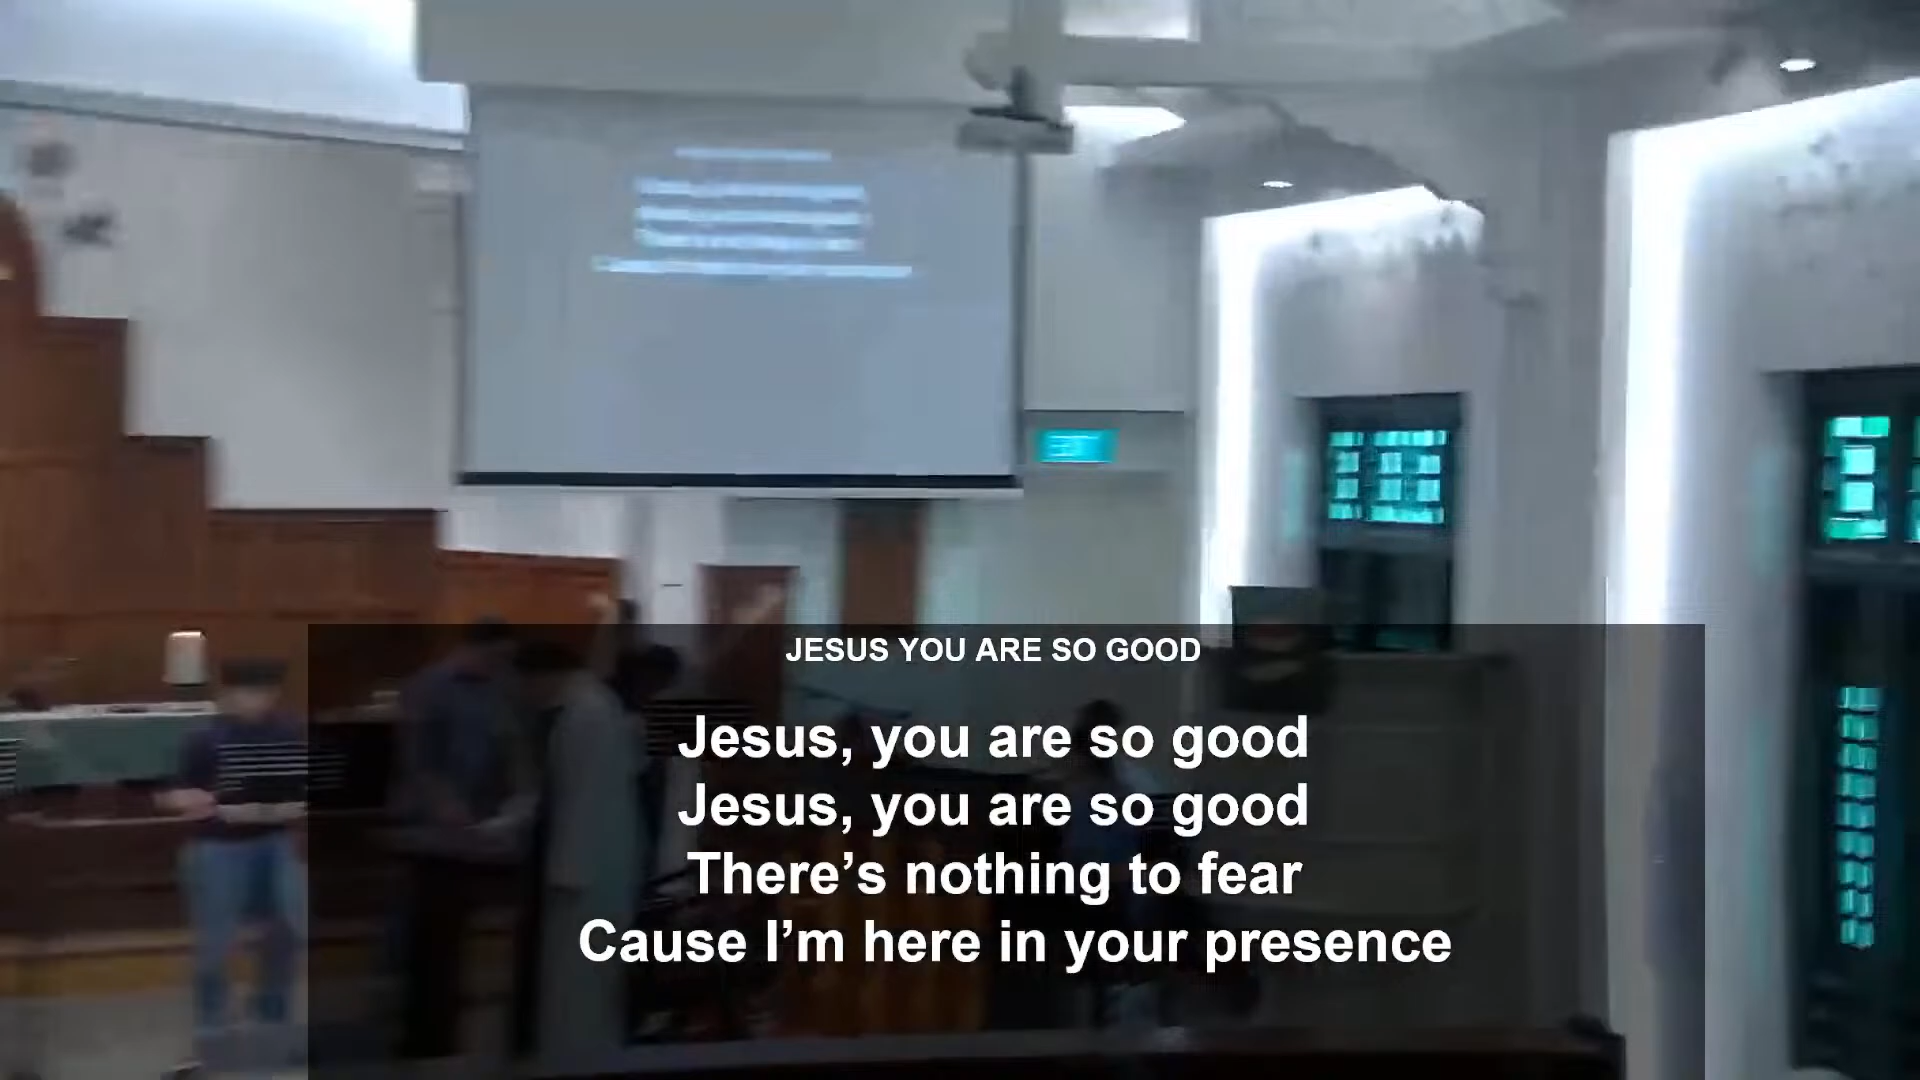 JESUS YOU ARE SO GOOD
Jesus, you are so good
Jesus, you are so good
There’s nothing to fear
Cause I’m here in your presence